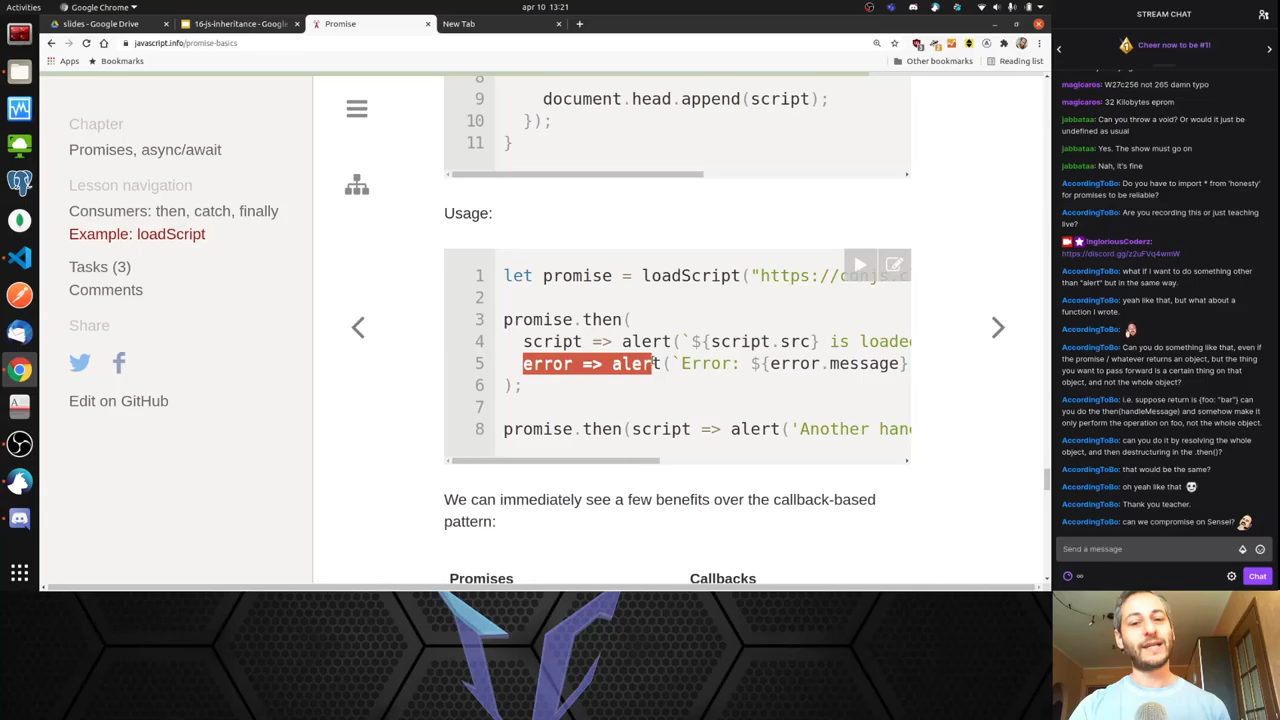 Activities
Google Chrome
apr 10 13:21
slides - Google Drive
16-js-inheritance - Google
Promise
New Tab
javascript.info/promise-basics
Apps
Bookmarks
Other bookmarks
Reading list
Chapter
Promises, async/await
Lesson navigation
Consumers: then, catch, finally
Example: loadScript
Tasks (3)
Comments
Share
Edit on GitHub
8
9 document.head.append(script);
10 });
11 }
Usage:
1 let promise = loadScript("https://cdnjs.c
2
3 promise.then(
4 script => alert(`${script.src} is loade
5 error => alert(`Error: ${error.message}
6 );
7
8 promise.then(script => alert('Another han
We can immediately see a few benefits over the callback-based
pattern:
Promises Callbacks
STREAM CHAT
Cheer now to be #1!
magicaros: W27c256 not 265 damn typo
magicaros: 32 Kilobytes eprom
jabbataa: Can you throw a void? Or would it just be
undefined as usual
jabbataa: Yes. The show must go on
jabbataa: Nah, it's fine
AccordingToBo: Do you have to import * from 'honesty'
for promises to be reliable?
AccordingToBo: Are you recording this or just teaching
live?
IngloriousCoderz:
https://discord.gg/z2uFVq4wmW
AccordingToBo: what if I want to do something other
than "alert" but in the same way.
AccordingToBo: yeah like that, but what about a
function I wrote.
AccordingToBo:
AccordingToBo: Can you do something like that, even if
the promise / whatever returns an object, but the thing
you want to pass forward is a certain thing on that
object, and not the whole object?
AccordingToBo: i.e. suppose return is {foo: "bar"} can
you do the then(handleMessage) and somehow make it
only perform the operation on foo, not the whole object.
AccordingToBo: can you do it by resolving the whole
object, and then destructuring in the .then()?
AccordingToBo: that would be the same?
AccordingToBo: oh yeah like that
AccordingToBo: Thank you teacher.
AccordingToBo: can we compromise on Sensei?
Send a message
∞
Chat